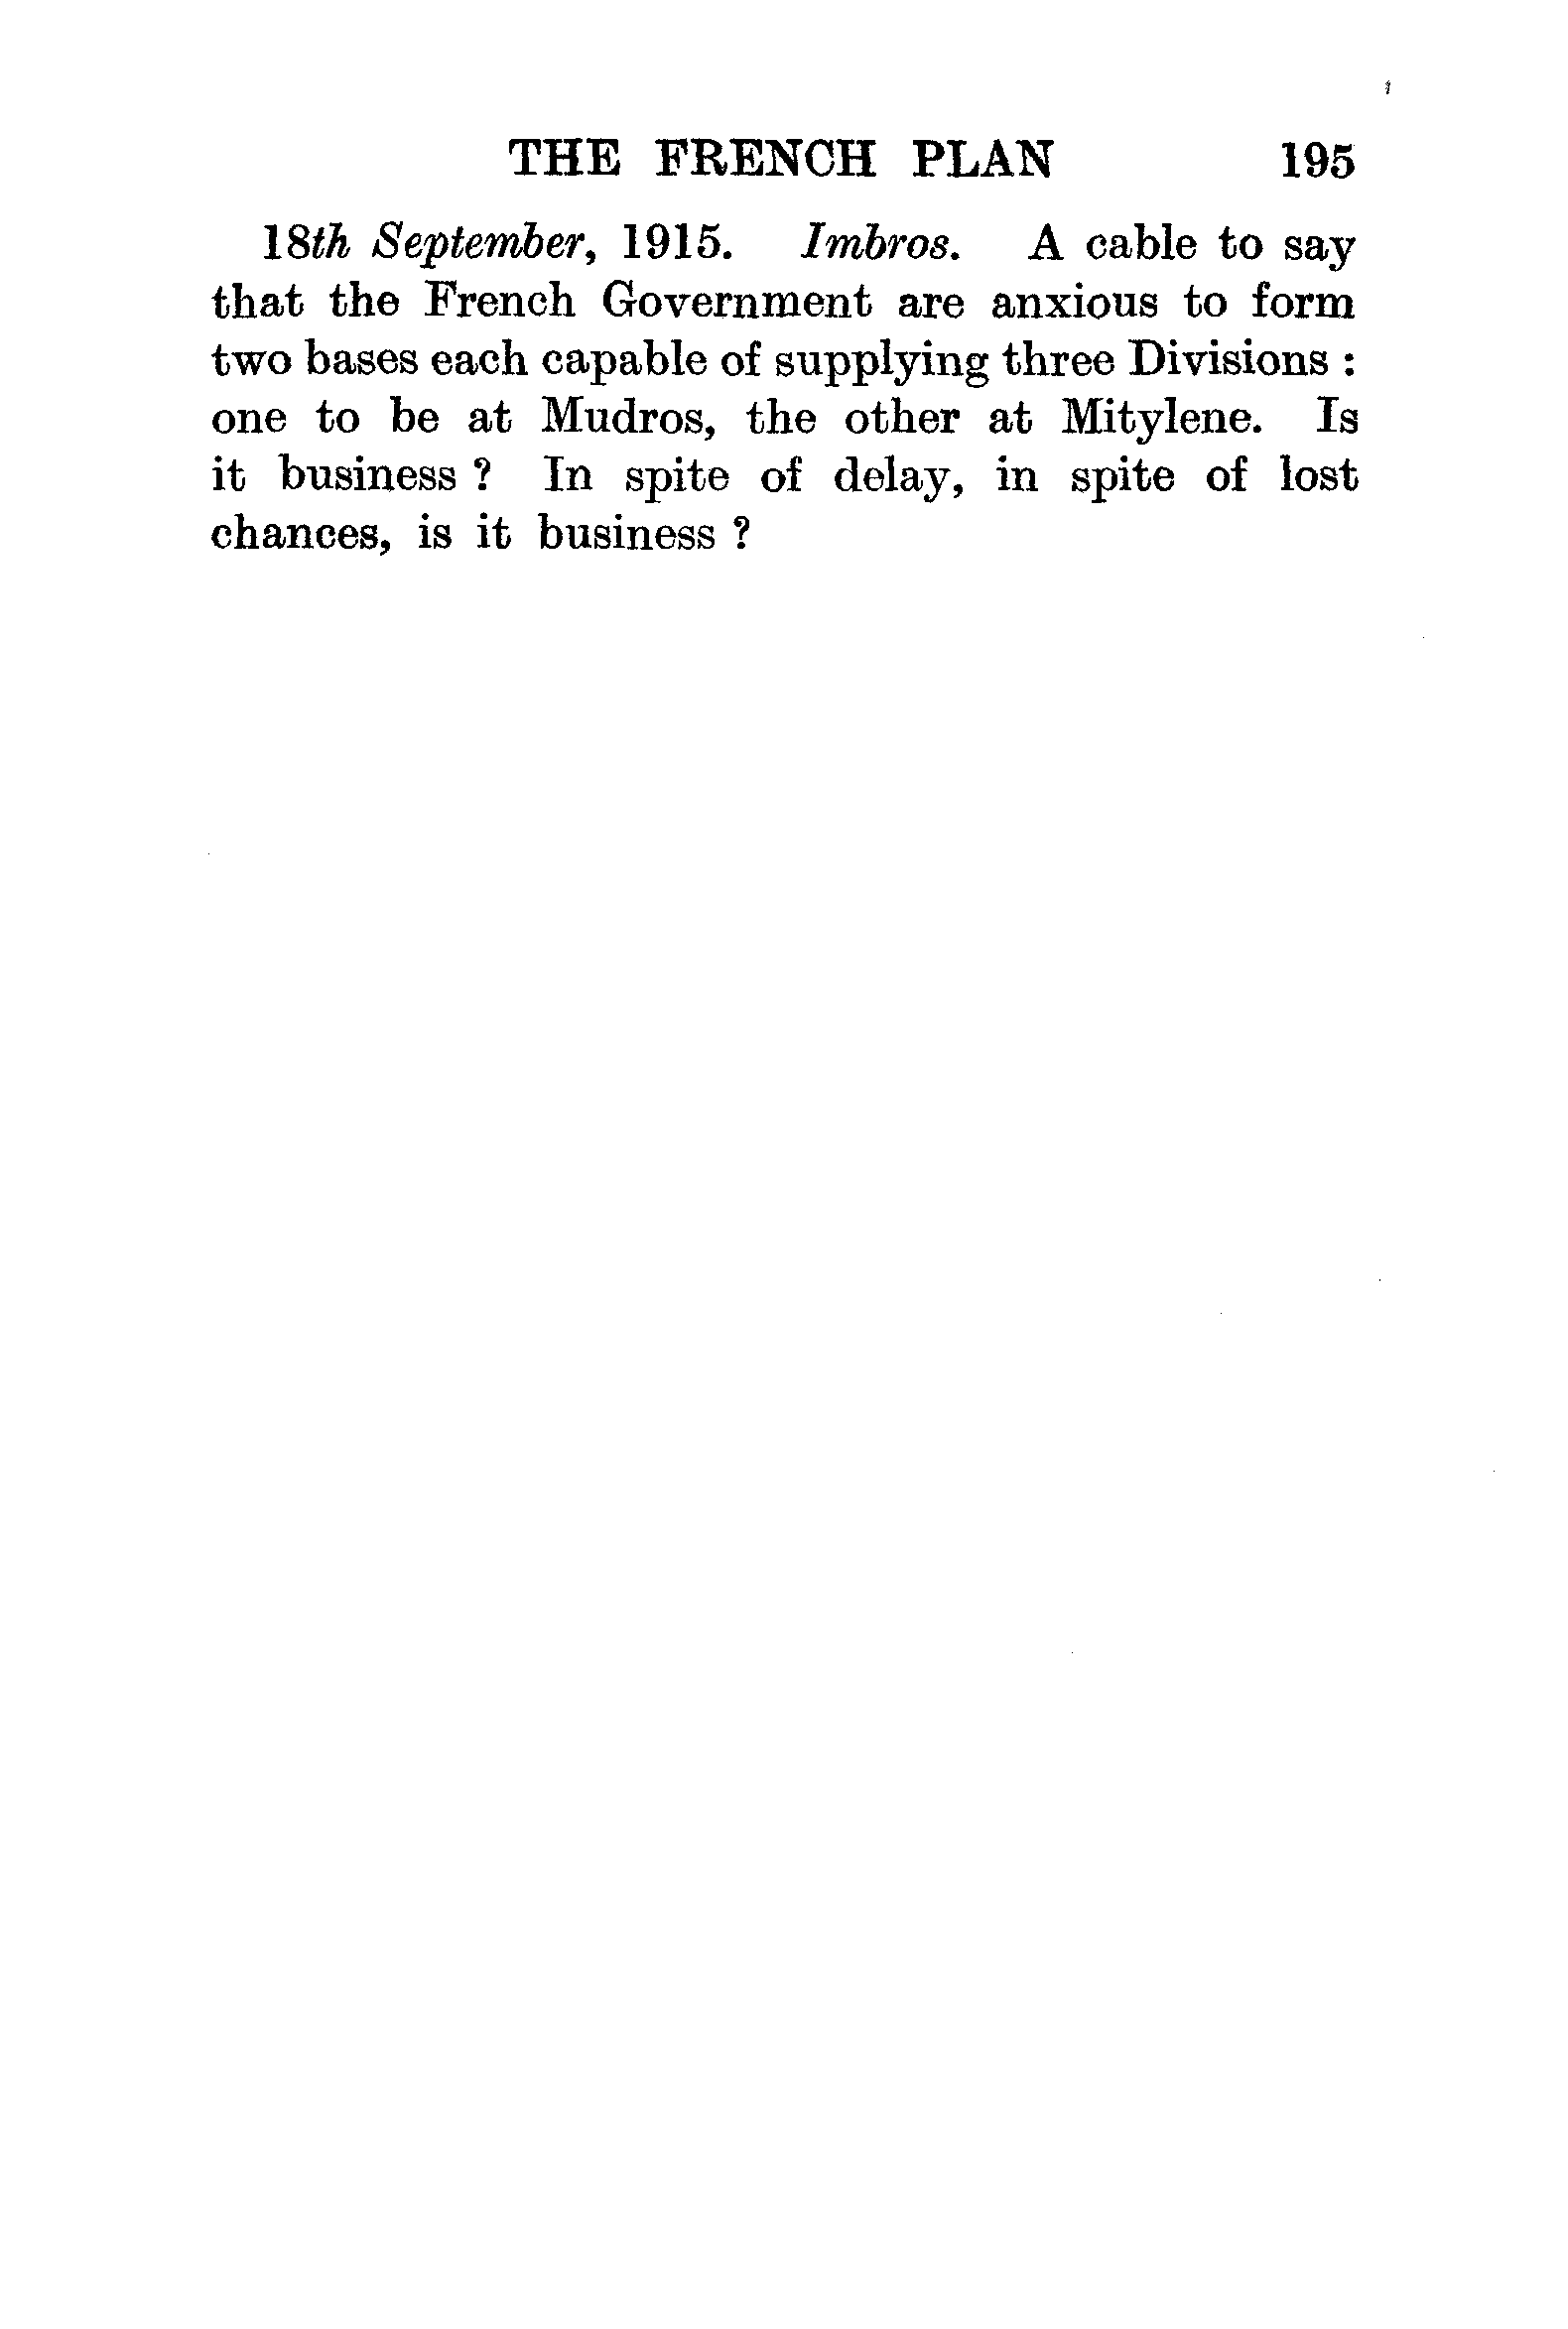 THE FRENCH PLAN 195
18th September, 1915. Imbros. A cable to say
that the French Government are anxious to form
two bases each capable of supplying three Divisions :
one to be at Mudros, the other at Mitylene. Is
it business ? In spite of delay, in spite of lost
chances, is it business ?